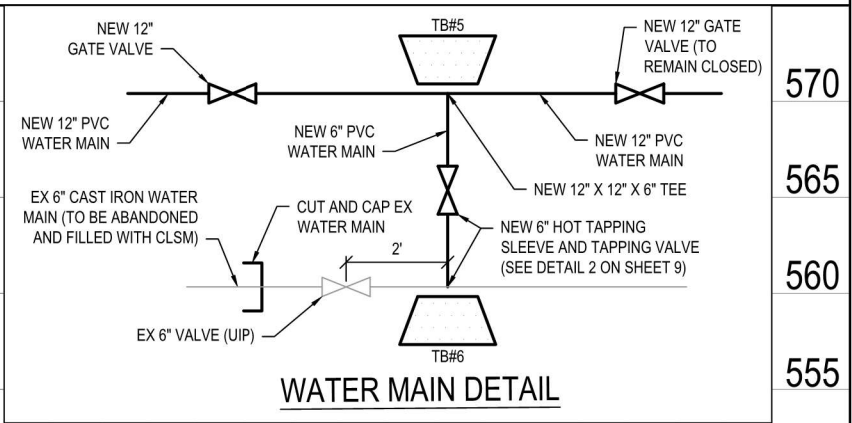 TB#5
NEW 12"
GATE VALVE
NEW 12" GATE
VALVE (TO
REMAIN CLOSED)
570
NEW 12" PVC
WATER MAIN
NEW 6" PVC
WATER MAIN
NEW 12" PVC
WATER MAIN
565
NEW 12" X 12" X 6" TEE
EX 6" CAST IRON WATER
MAIN (TO BE ABANDONED
AND FILLED WITH CLSM)
CUT AND CAP EX
WATER MAIN
2'
NEW 6" HOT TAPPING
SLEEVE AND TAPPING VALVE
(SEE DETAIL 2 ON SHEET 9)
560
EX 6" VALVE (UIP)
TB#6
555
WATER MAIN DETAIL